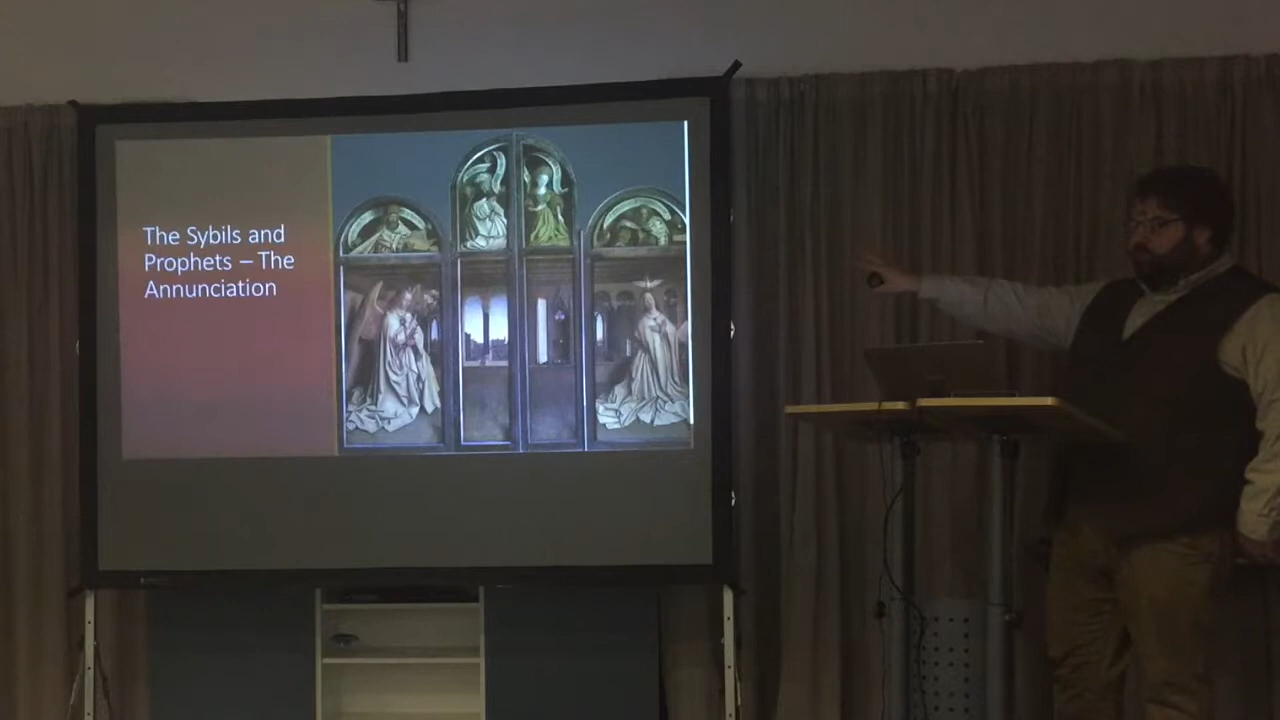 The Sybils and
Prophets – The
Annunciation